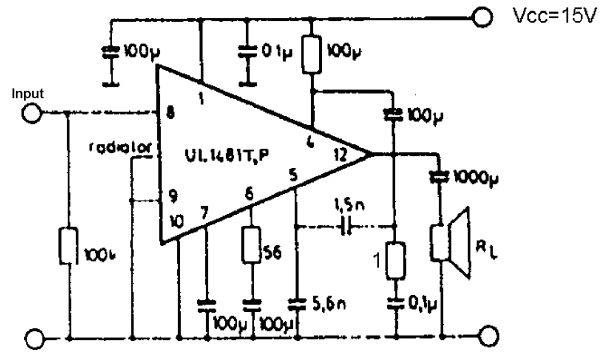 Vcc=15V
100µ
0.1µ
100µ
Input
8
1
4
100µ
radiator
UL1481T,P
12
1000µ
9
5
10
7
6
1,5n
RL
100k
56
1
100µ
100µ
5,6n
0,1µ